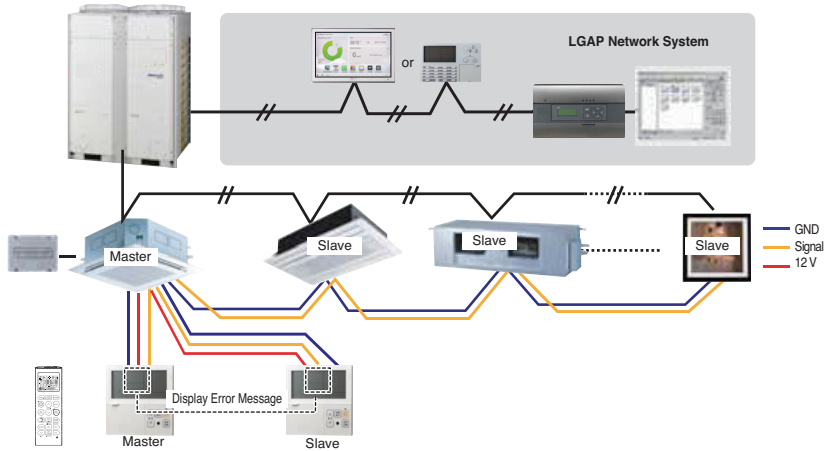 LGAP Network System
or
Master
Slave
Slave
Slave
GND
Signal
12 V
Display Error Message
Master
Slave